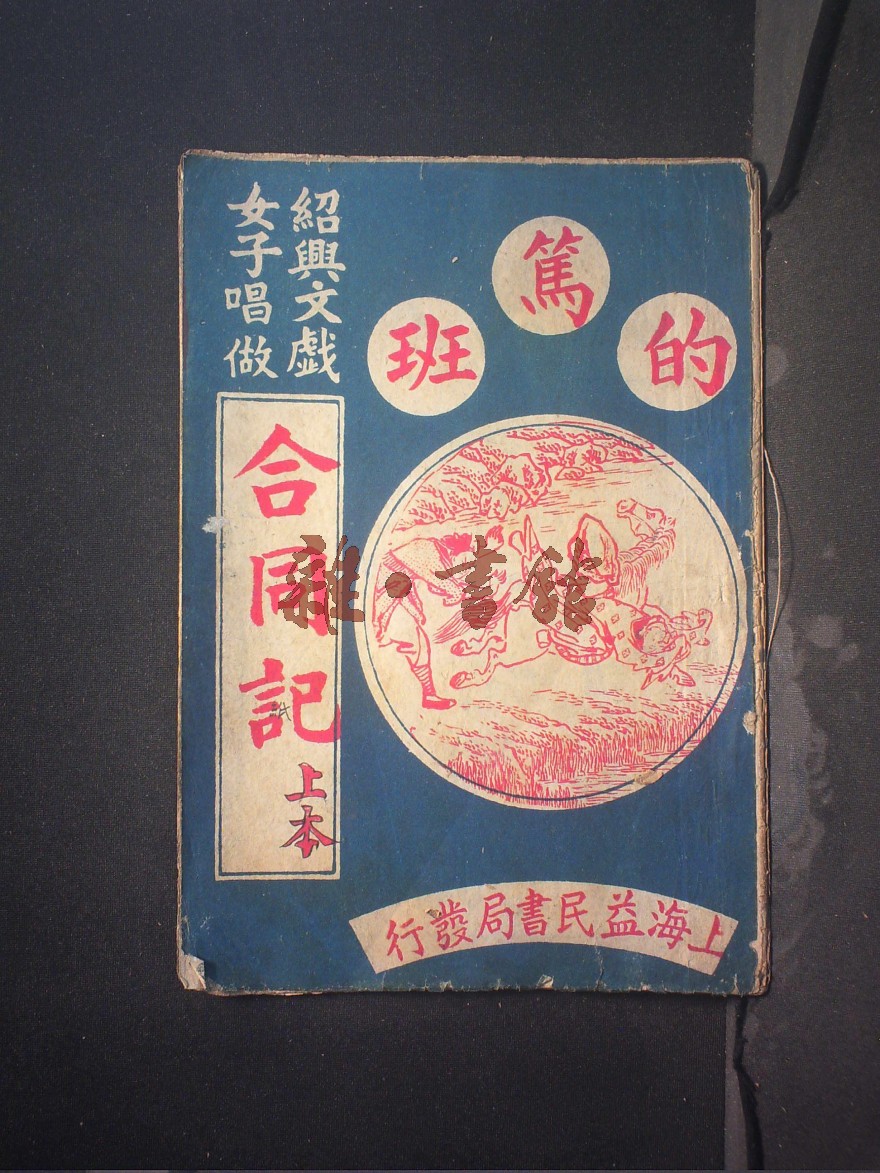 的篤班
紹興文戲
女子唱做
合同記
上本
上海益民書局發行
雜·書館